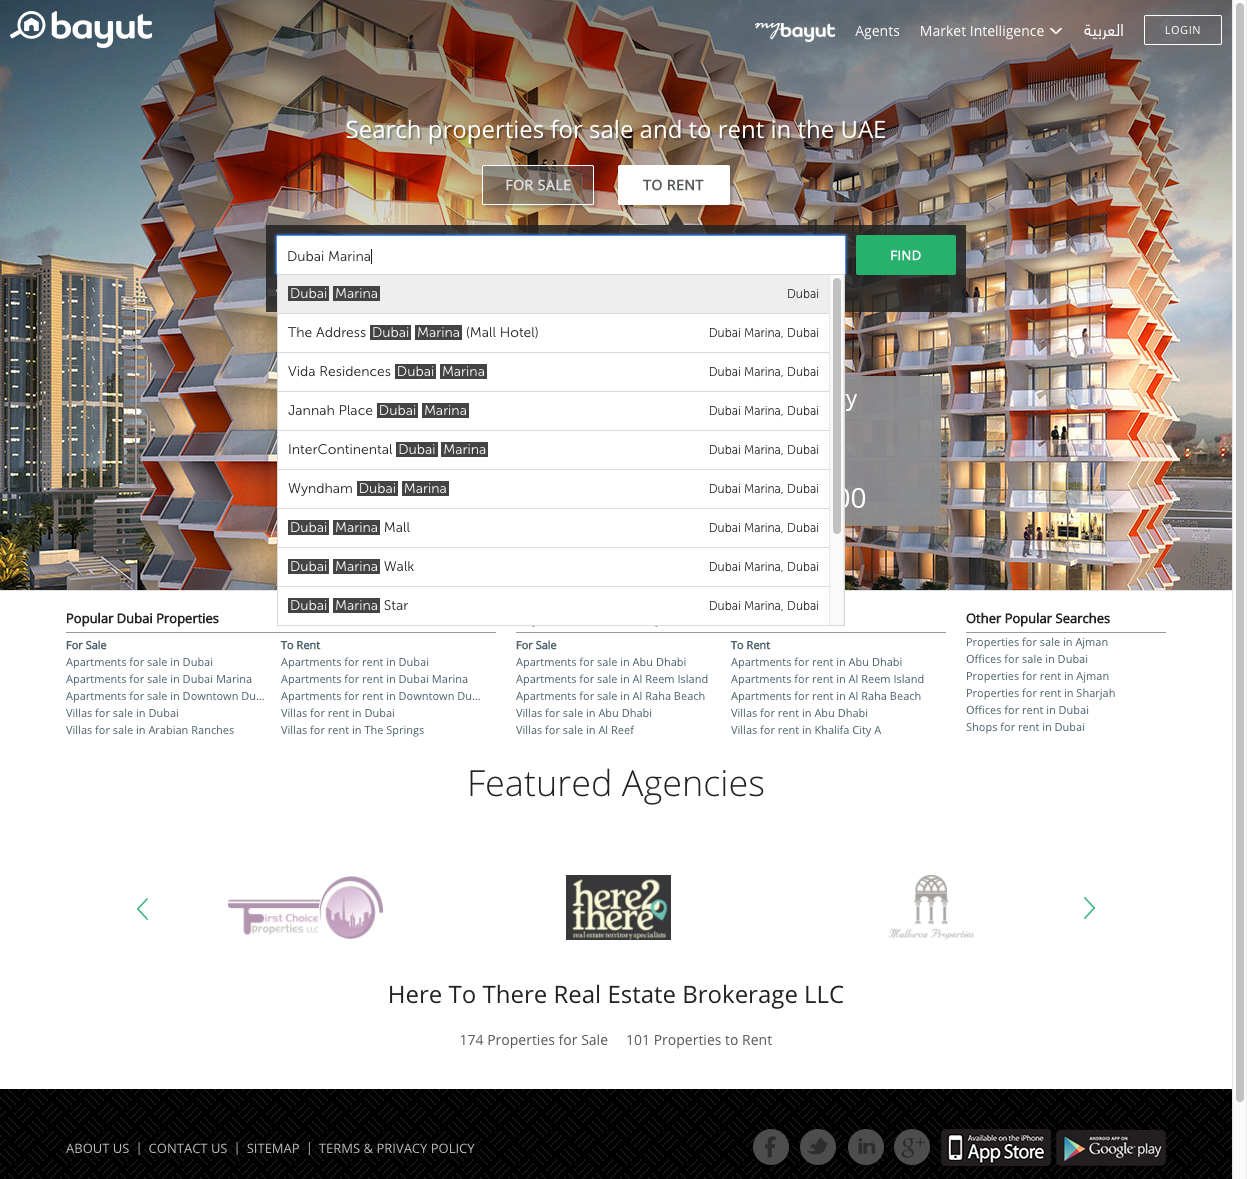 bayut
my bayut
Agents
Market Intelligence
العربية
LOGIN
Search properties for sale and to rent in the UAE
FOR SALE
TO RENT
Dubai Marina
FIND
Dubai Marina Dubai
The Address Dubai Marina (Mall Hotel) Dubai Marina, Dubai
Vida Residences Dubai Marina Dubai Marina, Dubai
Jannah Place Dubai Marina Dubai Marina, Dubai
InterContinental Dubai Marina Dubai Marina, Dubai
Wyndham Dubai Marina Dubai Marina, Dubai
Dubai Marina Mall Dubai Marina, Dubai
Dubai Marina Walk Dubai Marina, Dubai
Dubai Marina Star Dubai Marina, Dubai
y
00
Popular Dubai Properties
For Sale
Apartments for sale in Dubai
Apartments for sale in Dubai Marina
Apartments for sale in Downtown Du...
Villas for sale in Dubai
Villas for sale in Arabian Ranches
To Rent
Apartments for rent in Dubai
Apartments for rent in Dubai Marina
Apartments for rent in Downtown Du...
Villas for rent in Dubai
Villas for rent in The Springs
For Sale
Apartments for sale in Abu Dhabi
Apartments for sale in Al Reem Island
Apartments for sale in Al Raha Beach
Villas for sale in Abu Dhabi
Villas for sale in Al Reef
To Rent
Apartments for rent in Abu Dhabi
Apartments for rent in Al Reem Island
Apartments for rent in Al Raha Beach
Villas for rent in Abu Dhabi
Villas for rent in Khalifa City A
Other Popular Searches
Properties for sale in Ajman
Offices for sale in Dubai
Properties for rent in Ajman
Properties for rent in Sharjah
Offices for rent in Dubai
Shops for rent in Dubai
Featured Agencies
First Choice
properties LLC
here2
there
real estate territory specialists
Mallorca Properties
Here To There Real Estate Brokerage LLC
174 Properties for Sale 101 Properties to Rent
ABOUT US | CONTACT US | SITEMAP | TERMS & PRIVACY POLICY
f
in
g+
Available on the iPhone
App Store
ANDROID APP ON
Google play